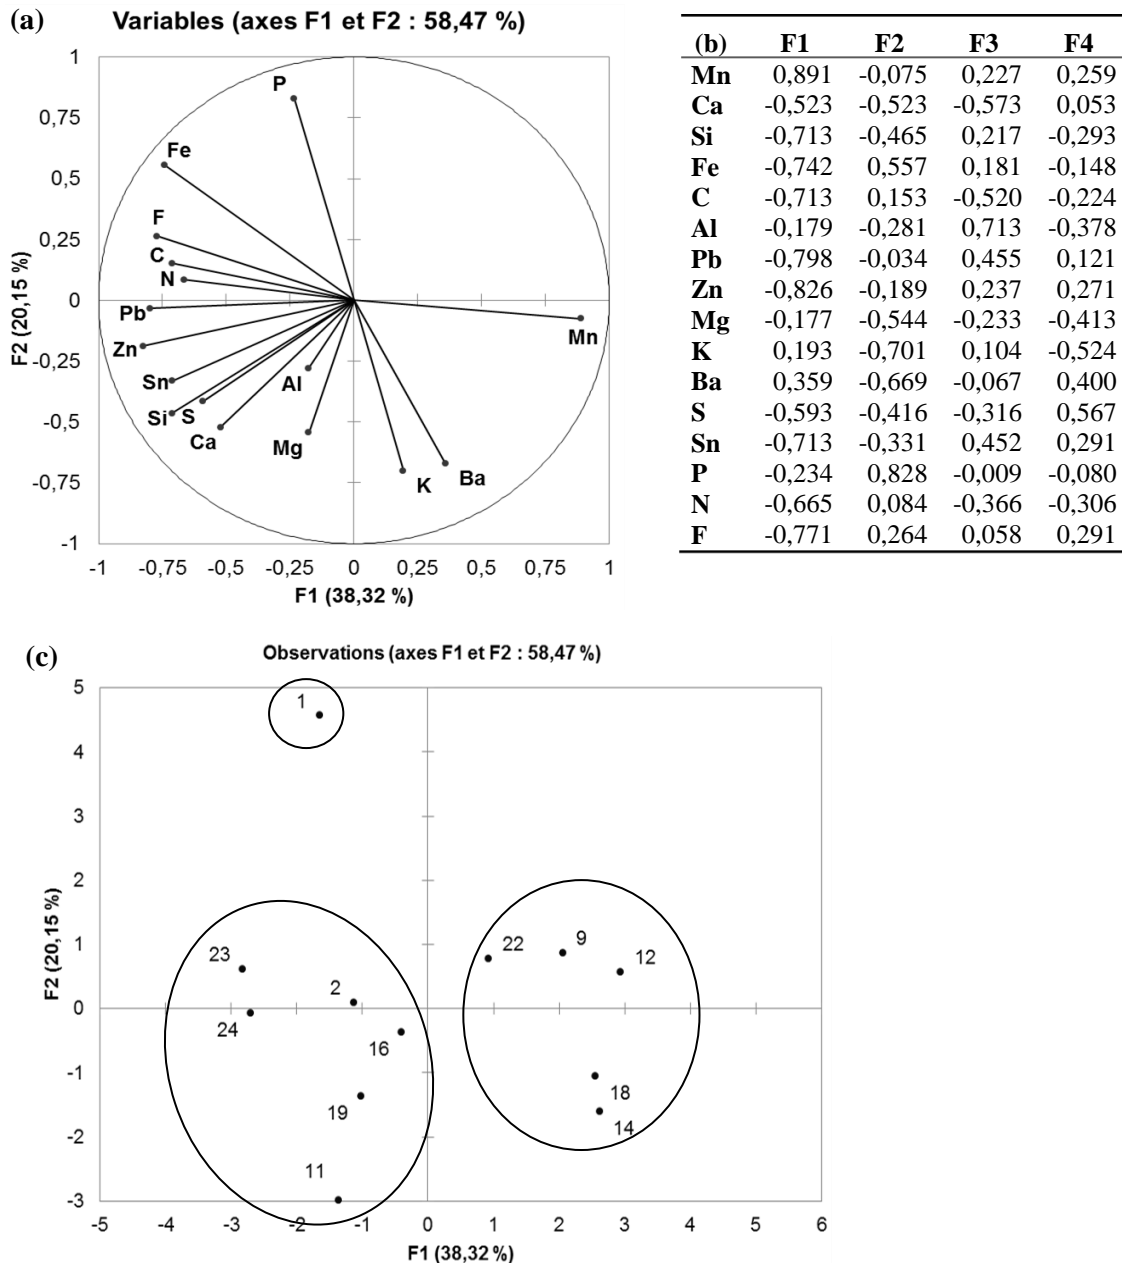 (a) Variables (axes F1 et F2 : 58,47 %)
1
0,75
0,5
0,25
0
-0,25
-0,5
-0,75
-1
F2 (20,15 %)
P
Fe
F
C
N
Pb
Zn
Sn
Si
S
Ca
Al
Mg
K
Ba
Mn
-1 -0,75 -0,5 -0,25 0 0,25 0,5 0,75 1
F1 (38,32 %)
(b) F1 F2 F3 F4
Mn 0,891 -0,075 0,227 0,259
Ca -0,523 -0,523 -0,573 0,053
Si -0,713 -0,465 0,217 -0,293
Fe -0,742 0,557 0,181 -0,148
C -0,713 0,153 -0,520 -0,224
Al -0,179 -0,281 0,713 -0,378
Pb -0,798 -0,034 0,455 0,121
Zn -0,826 -0,189 0,237 0,271
Mg -0,177 -0,544 -0,233 -0,413
K 0,193 -0,701 0,104 -0,524
Ba 0,359 -0,669 -0,067 0,400
S -0,593 -0,416 -0,316 0,567
Sn -0,713 -0,331 0,452 0,291
P -0,234 0,828 -0,009 -0,080
N -0,665 0,084 -0,366 -0,306
F -0,771 0,264 0,058 0,291
(c) Observations (axes F1 et F2 : 58,47 %)
5
4
3
2
1
0
-1
-2
-3
F2 (20,15 %)
1
23
24
2
16
19
11
22
9
12
18
14
-5 -4 -3 -2 -1 0 1 2 3 4 5 6
F1 (38,32 %)